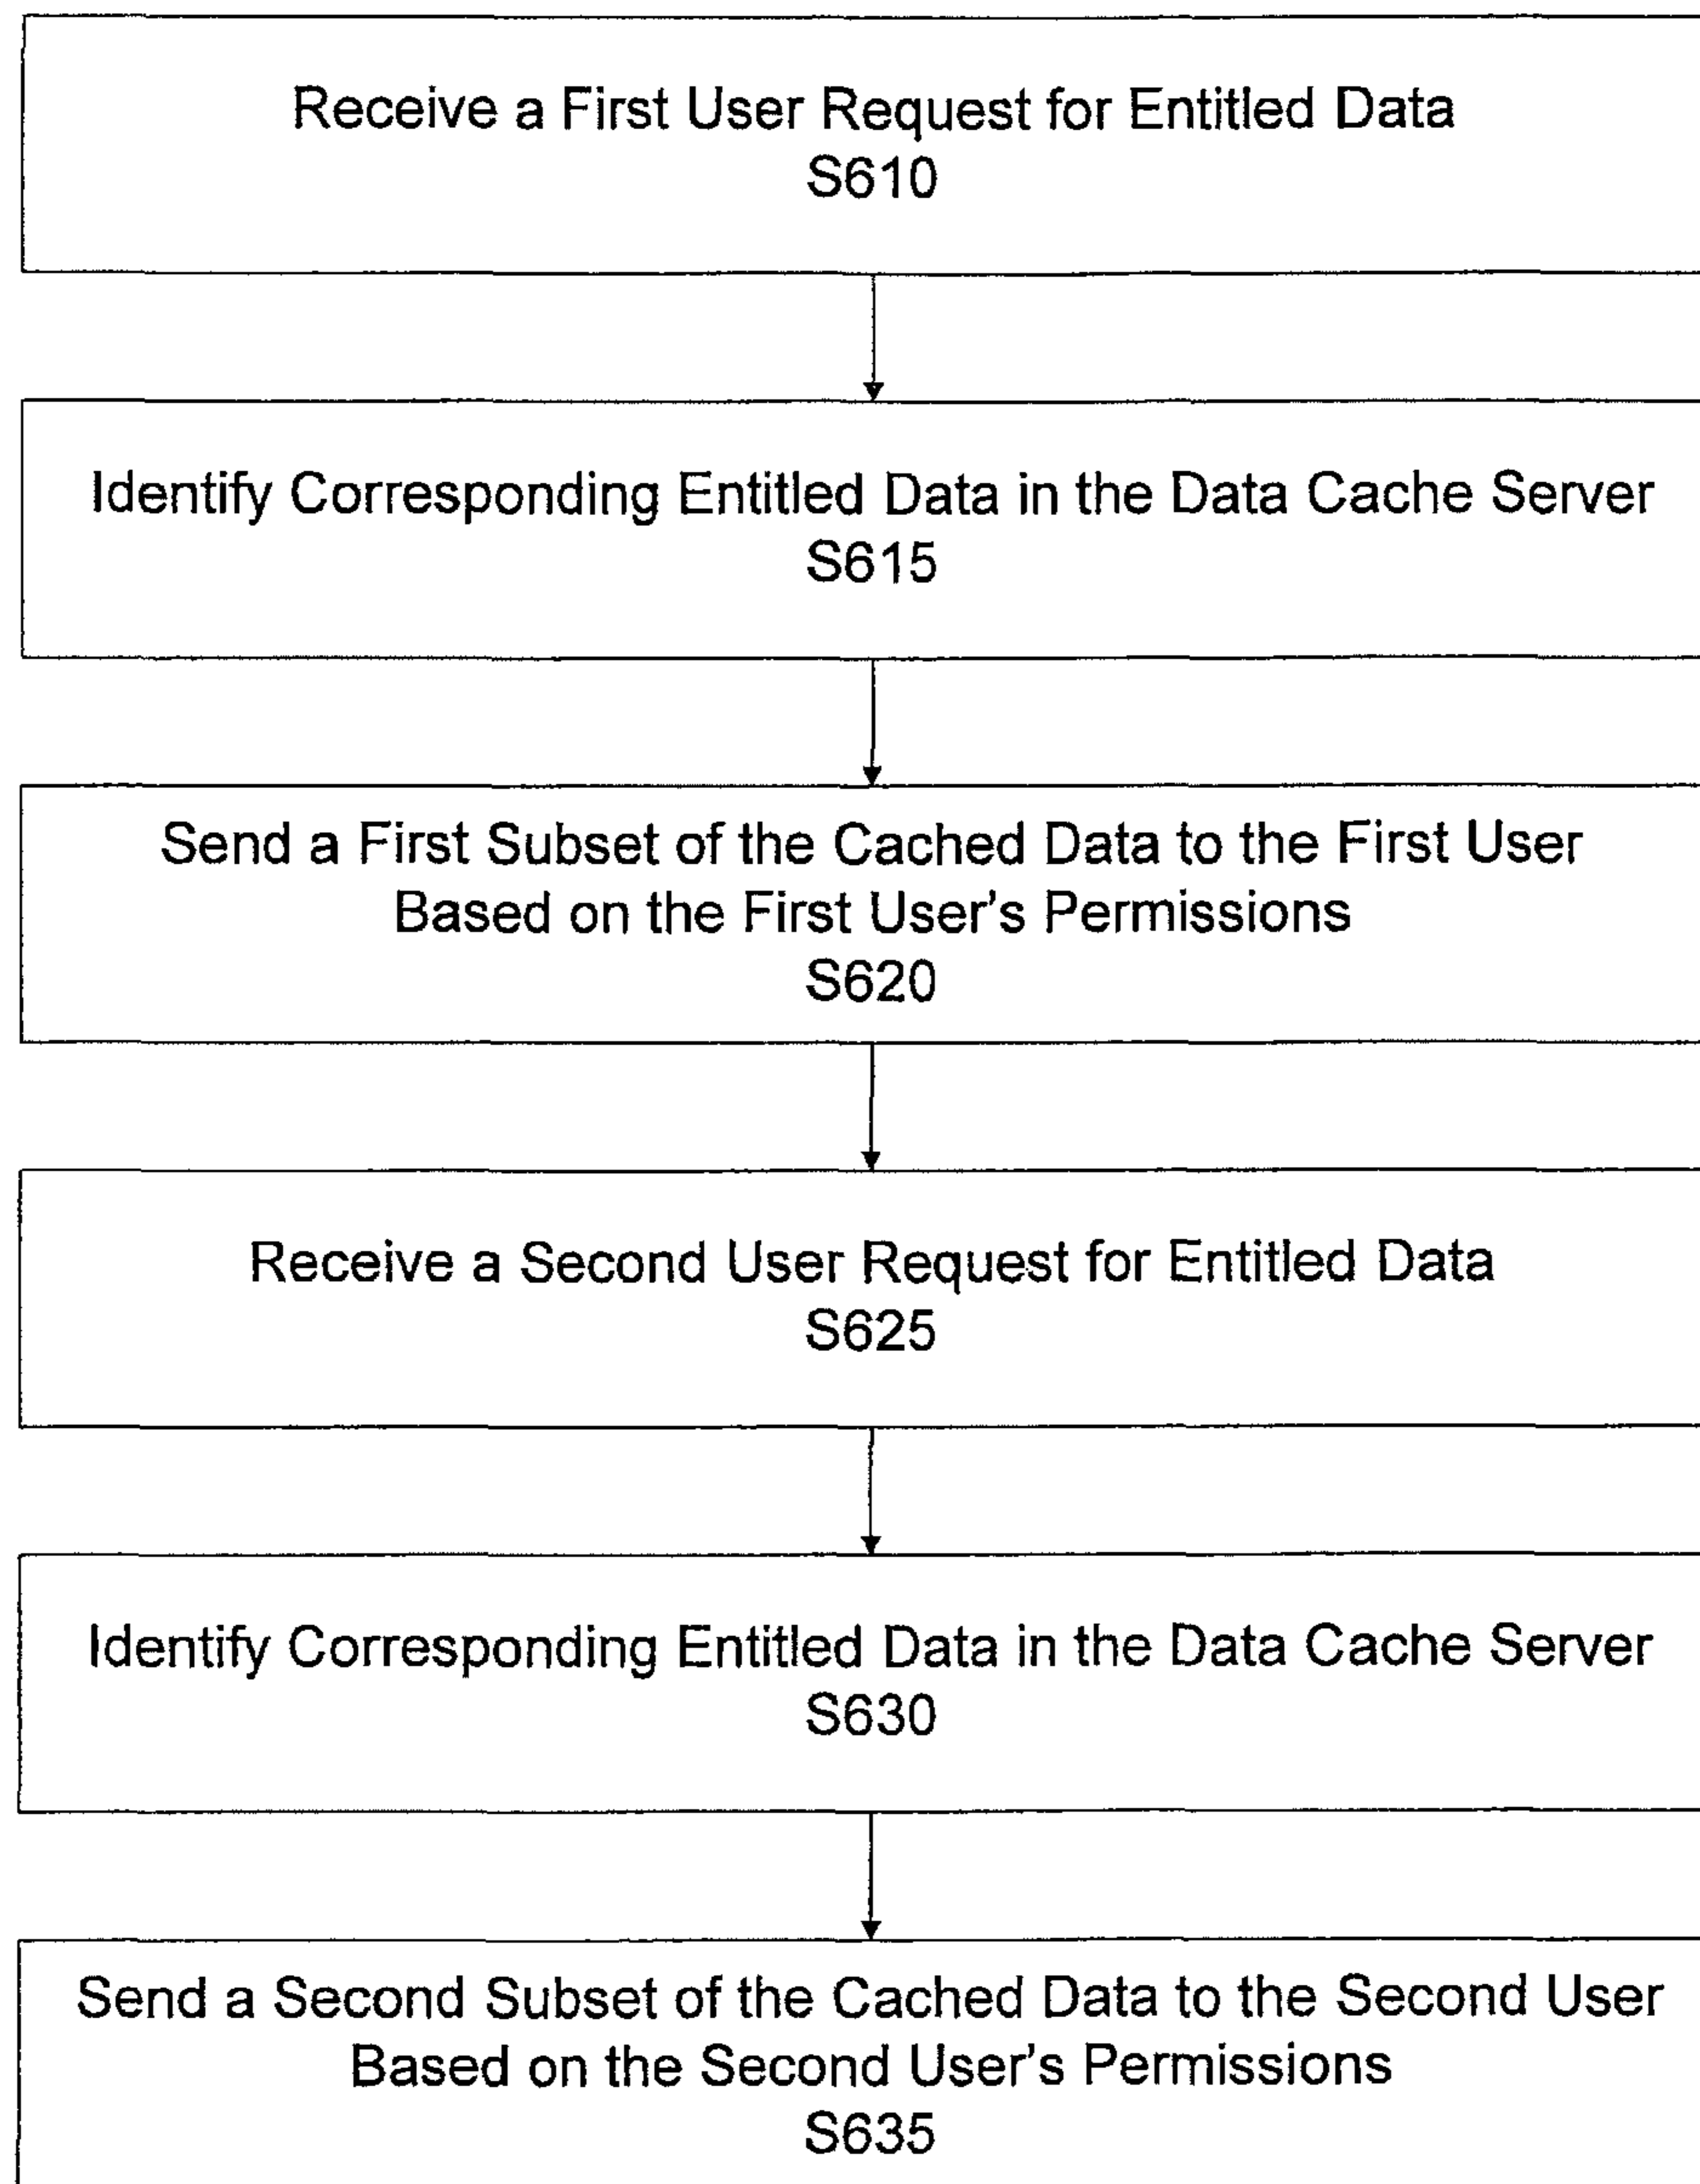 Receive a First User Request for Entitled Data
S610
Identify Corresponding Entitled Data in the Data Cache Server
S615
Send a First Subset of the Cached Data to the First User
Based on the First User's Permissions
S620
Receive a Second User Request for Entitled Data
S625
Identify Corresponding Entitled Data in the Data Cache Server
S630
Send a Second Subset of the Cached Data to the Second User
Based on the Second User's Permissions
S635